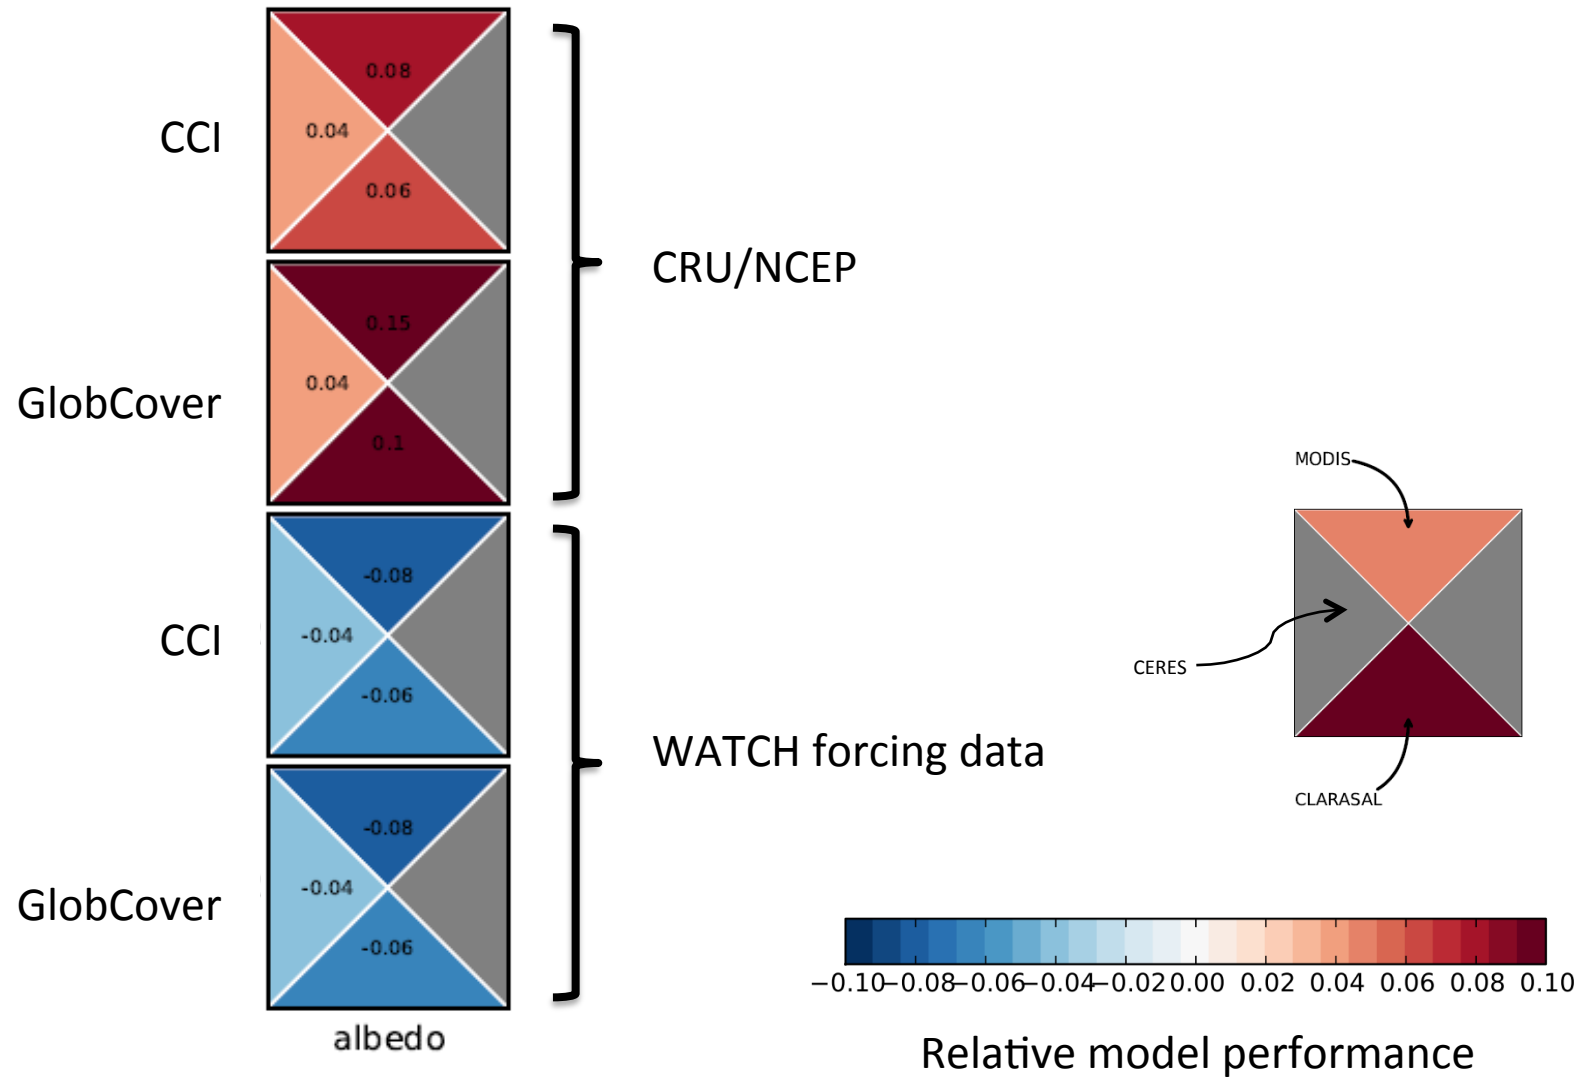 CCI
0.08
0.04
0.06
GlobCover
0.15
0.04
0.1
CRU/NCEP
CCI
-0.08
-0.04
-0.06
GlobCover
-0.08
-0.04
-0.06
WATCH forcing data
albedo
MODIS
CERES
CLARASAL
−0.10 −0.08 −0.06 −0.04 −0.02 0.00 0.02 0.04 0.06 0.08 0.10
Relative model performance